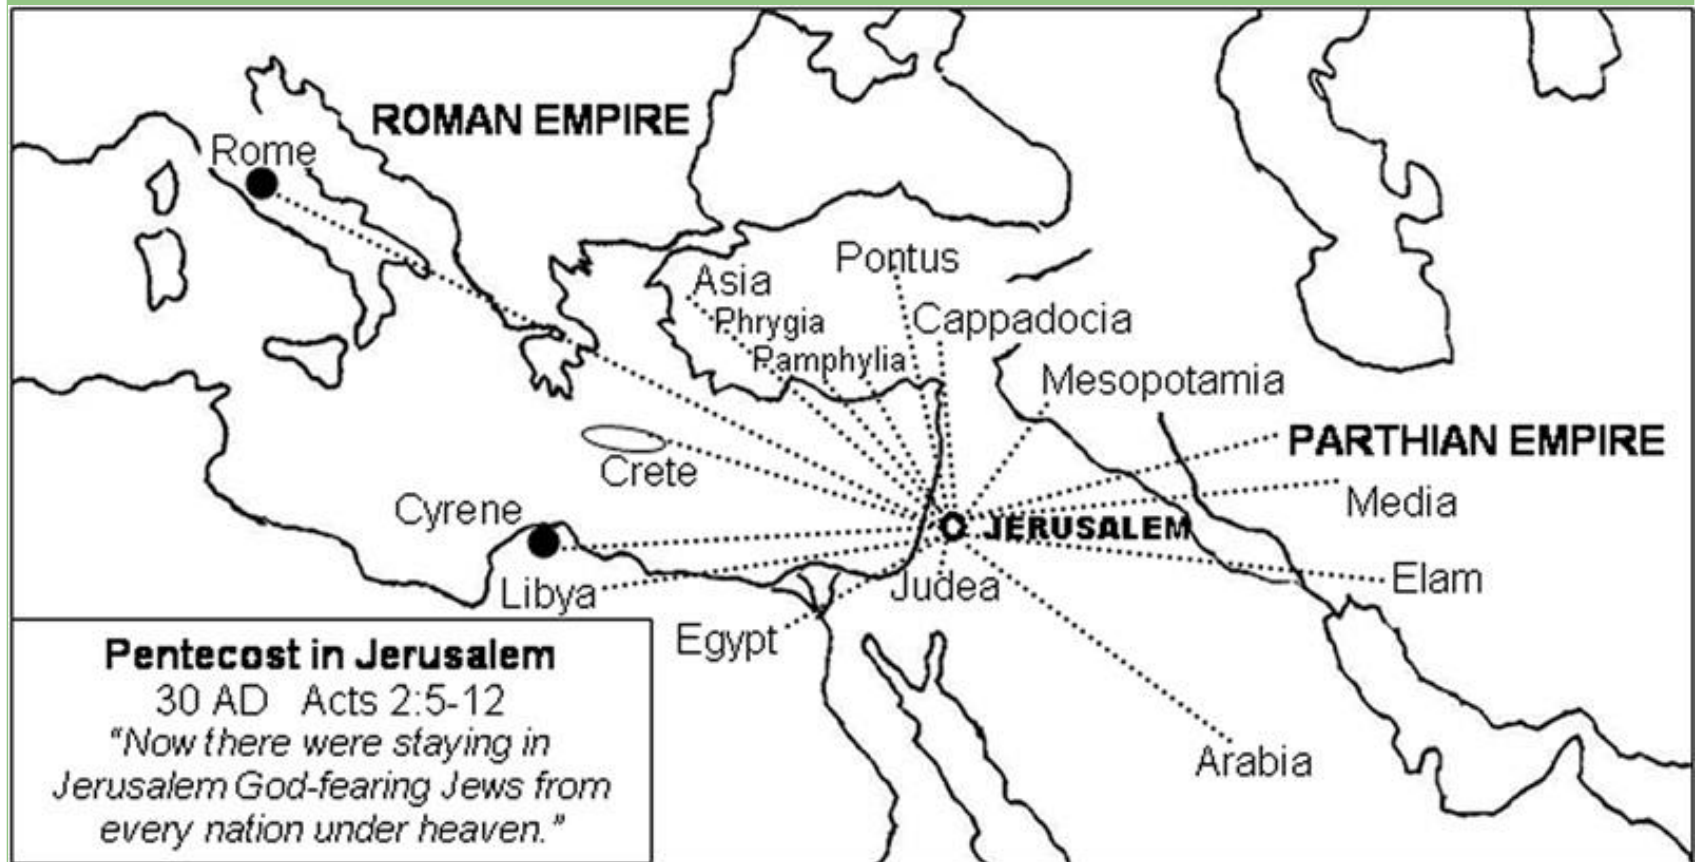 ROMAN EMPIRE
Rome
Pontus
Asia
Phrygia
Cappadocia
Pamphylia
Mesopotamia
PARTHIAN EMPIRE
Crete
Media
Cyrene
JERUSALEM
Elam
Libya
Judea
Egypt
Arabia
Pentecost in Jerusalem
30 AD Acts 2:5-12
"Now there were staying in
Jerusalem God-fearing Jews from
every nation under heaven."